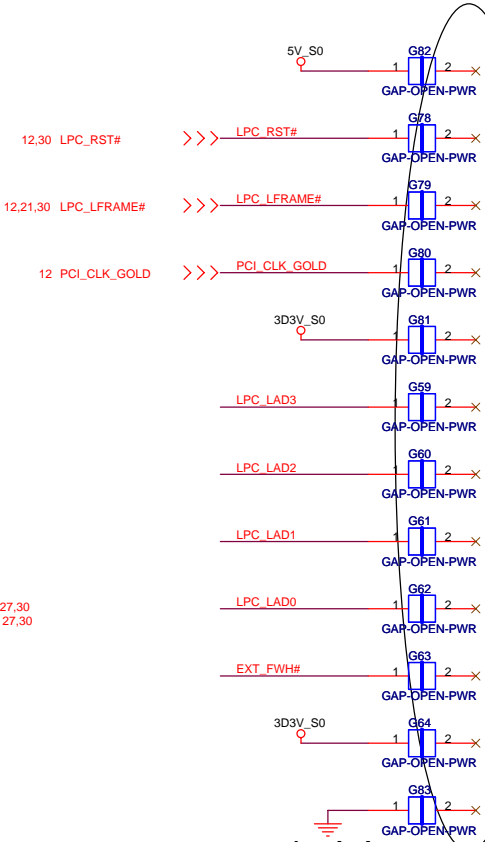 5V_S0 G82
1 2
GAP-OPEN-PWR
G78
12,30 LPC_RST# LPC_RST# 1 2
GAP-OPEN-PWR
G79
12,21,30 LPC_LFRAME# LPC_LFRAME# 1 2
GAP-OPEN-PWR
G80
12 PCI_CLK_GOLD PCI_CLK_GOLD 1 2
GAP-OPEN-PWR
3D3V_S0 G81
1 2
GAP-OPEN-PWR
G59
LPC_LAD3 1 2
GAP-OPEN-PWR
G60
LPC_LAD2 1 2
GAP-OPEN-PWR
G61
LPC_LAD1 1 2
GAP-OPEN-PWR
G62
27,30 LPC_LAD0 1 2
27,30 GAP-OPEN-PWR
G63
EXT_FWH# 1 2
GAP-OPEN-PWR
3D3V_S0 G64
1 2
GAP-OPEN-PWR
G83
1 2
GAP-OPEN-PWR